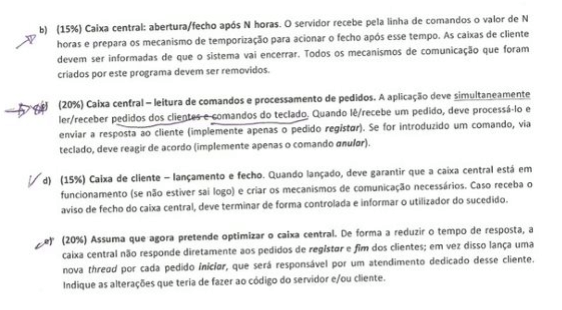 b) (15%) Caixa central: abertura/fecho após N horas. O servidor recebe pela linha de comandos o valor de N
horas e prepara os mecanismo de temporização para acionar o fecho após esse tempo. As caixas de cliente
devem ser informadas de que o sistema vai encerrar. Todos os mecanismos de comunicação que foram
criados por este programa devem ser removidos.
(20%) Caixa central – leitura de comandos e processamento de pedidos. A aplicação deve simultaneamente
ler/receber pedidos dos clientes e comandos do teclado. Quando lê/recebe um pedido, deve processá-lo e
enviar a resposta ao cliente (implemente apenas o pedido registar). Se for introduzido um comando, via
teclado, deve reagir de acordo (implemente apenas o comando anular).
d) (15%) Caixa de cliente – lançamento e fecho. Quando lançado, deve garantir que a caixa central está em
funcionamento (se não estiver sai logo) e criar os mecanismos de comunicação necessários. Caso receba o
aviso de fecho do caixa central, deve terminar de forma controlada e informar o utilizador do sucedido.
e) (20%) Assuma que agora pretende optimizar o caixa central. De forma a reduzir o tempo de resposta, a
caixa central não responde diretamente aos pedidos de registar e fim dos clientes; em vez disso lança uma
nova thread por cada pedido iniciar, que será responsável por um atendimento dedicado desse cliente.
Indique as alterações que teria de fazer ao código do servidor e/ou cliente.